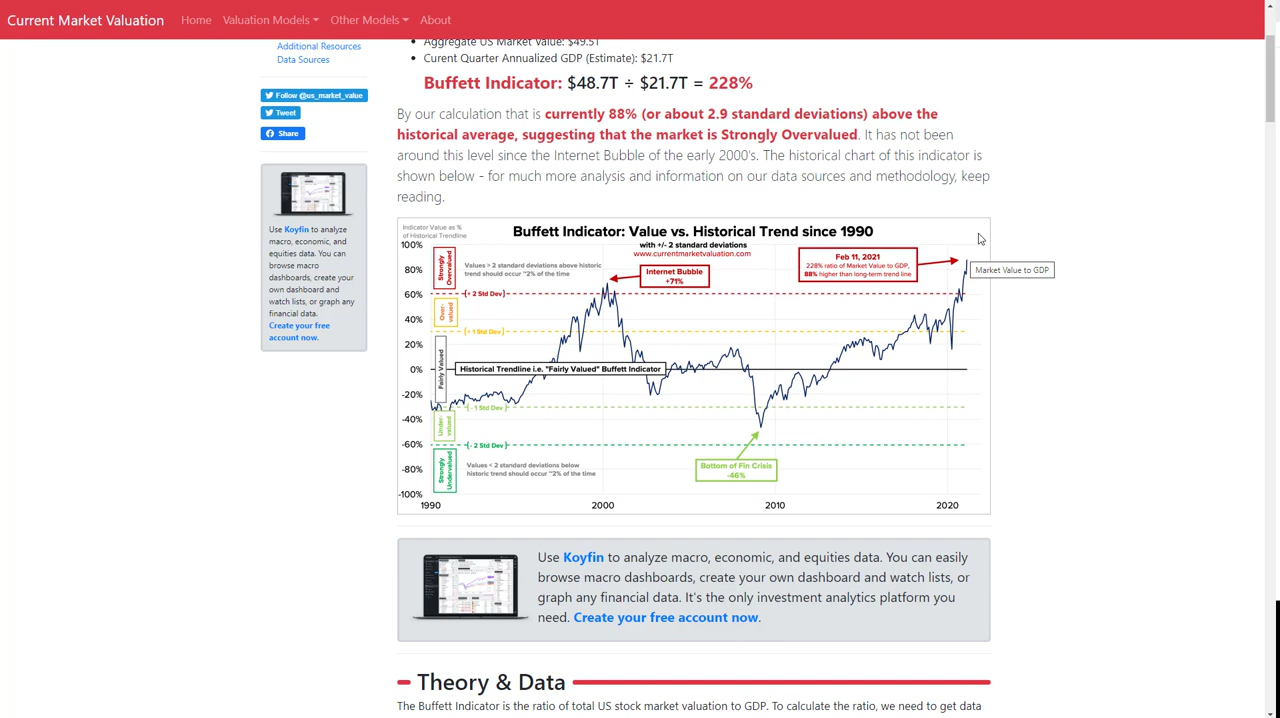 Current Market Valuation Home Valuation Models Other Models About
Additional Resources
Data Sources
Follow @us_market_value
Tweet
Share
Use Koyfin to analyze
macro, economic, and
equities data. You can
browse macro
dashboards, create your
own dashboard and
watch lists, or graph any
financial data.
Create your free
account now.
• Aggregate US Market Value: $49.5T
• Curent Quarter Annualized GDP (Estimate): $21.7T
Buffett Indicator: $48.7T ÷ $21.7T = 228%
By our calculation that is currently 88% (or about 2.9 standard deviations) above the
historical average, suggesting that the market is Strongly Overvalued. It has not been
around this level since the Internet Bubble of the early 2000's. The historical chart of this indicator is
shown below - for much more analysis and information on our data sources and methodology, keep
reading.
Indicator Value as %
of Historical Trendline
Buffett Indicator: Value vs. Historical Trend since 1990
with +/- 2 standard deviations
www.currentmarketvaluation.com
100%
80%
60%
40%
20%
0%
-20%
-40%
-60%
-80%
-100%
Strongly
Overvalued
Over-
valued
Fairly Valued
Under-
valued
Strongly
Undervalued
Values > 2 standard deviations above historic
trend should occur ~2% of the time
[+ 2 Std Dev]
[+ 1 Std Dev]
Internet Bubble
+71%
Feb 11, 2021
228% ratio of Market Value to GDP,
88% higher than long-term trend line
Market Value to GDP
Historical Trendline i.e. "Fairly Valued" Buffett Indicator
[- 1 Std Dev]
[- 2 Std Dev]
Values < 2 standard deviations below
historic trend should occur ~2% of the time
Bottom of Fin Crisis
-46%
1990 2000 2010 2020
Use Koyfin to analyze macro, economic, and equities data. You can easily
browse macro dashboards, create your own dashboard and watch lists, or
graph any financial data. It's the only investment analytics platform you
need. Create your free account now.
Theory & Data
The Buffett Indicator is the ratio of total US stock market valuation to GDP. To calculate the ratio, we need to get data